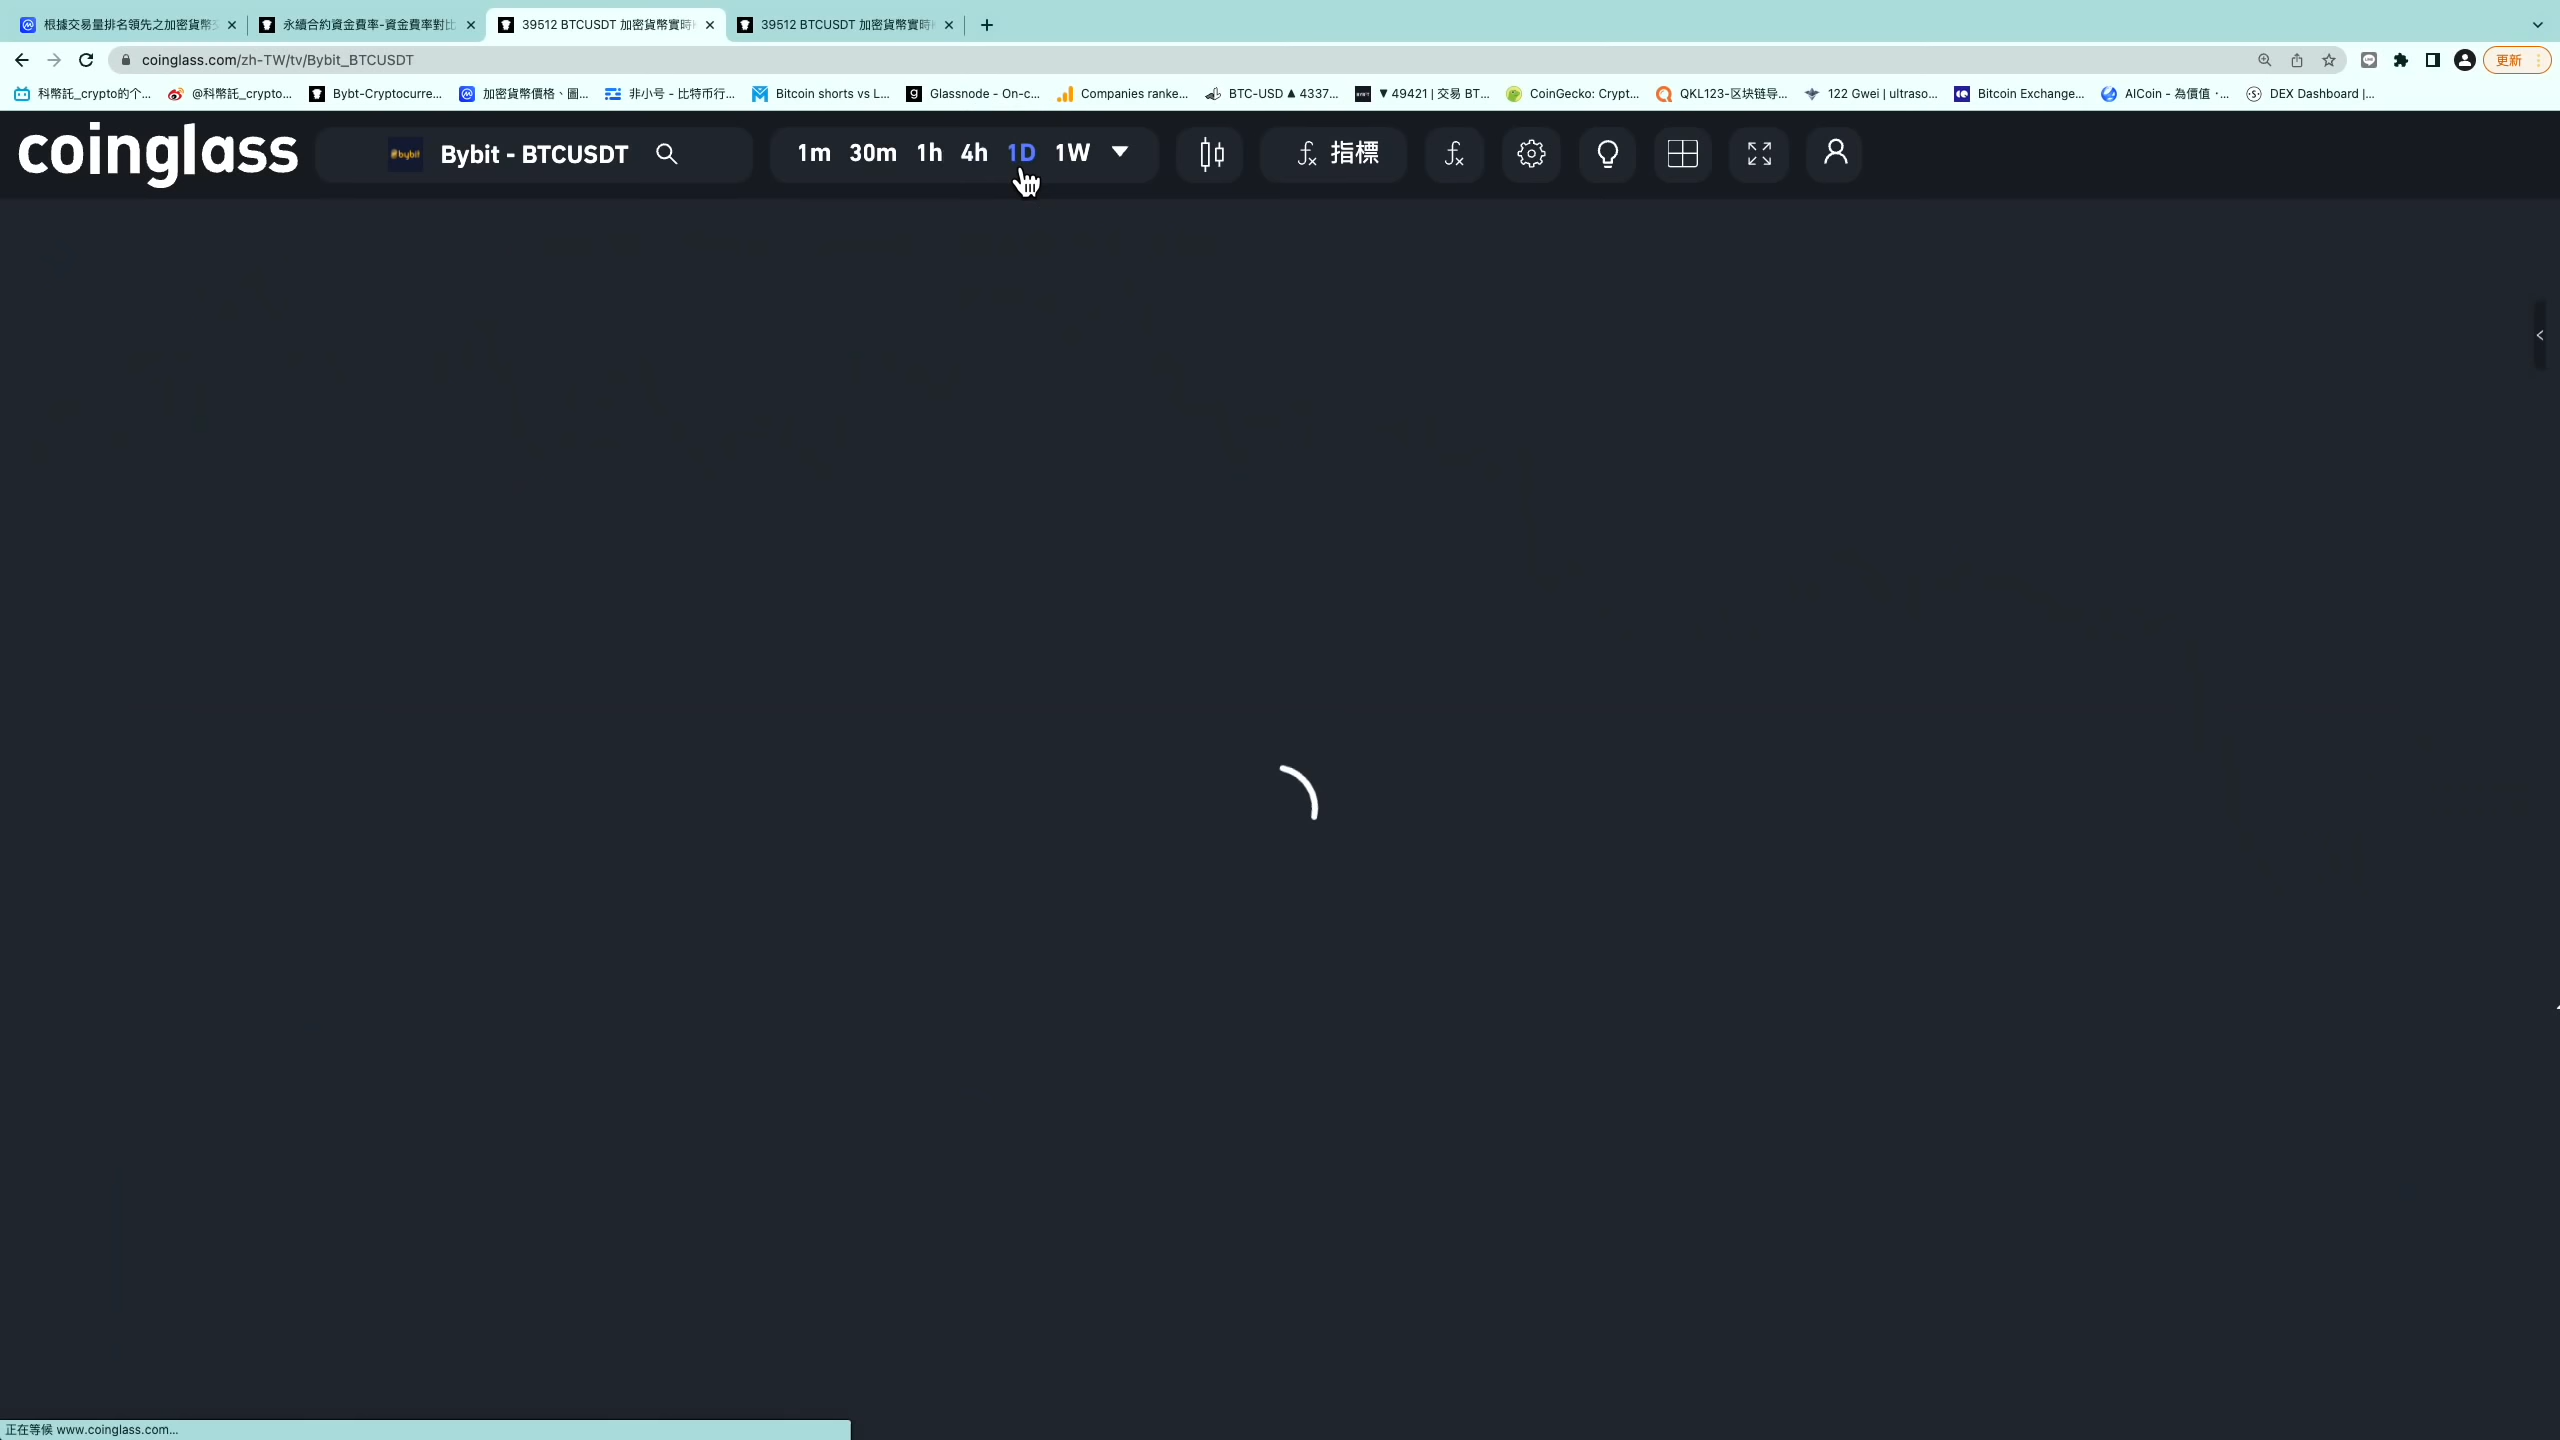 根據交易量排名領先之加密貨幣
永續合約資金費率-資金費率對比
39512 BTCUSDT 加密貨幣實時
39512 BTCUSDT 加密貨幣實時
coinglass.com/zh-TW/tv/Bybit_BTCUSDT
更新
科幣託_crypto的个...
@科幣託_crypto...
Bybt-Cryptocurre...
加密貨幣價格、圖...
非小号 - 比特币行...
Bitcoin shorts vs L...
Glassnode - On-c...
Companies ranke...
BTC-USD ▲ 4337...
▼ 49421 | 交易 BT...
CoinGecko: Crypt...
QKL123-区块链导...
122 Gwei | ultraso...
Bitcoin Exchange...
AICoin - 為價值・...
DEX Dashboard |...
coinglass
Bybit - BTCUSDT
1m 30m 1h 4h 1D 1W
指標
正在等候 www.coinglass.com...